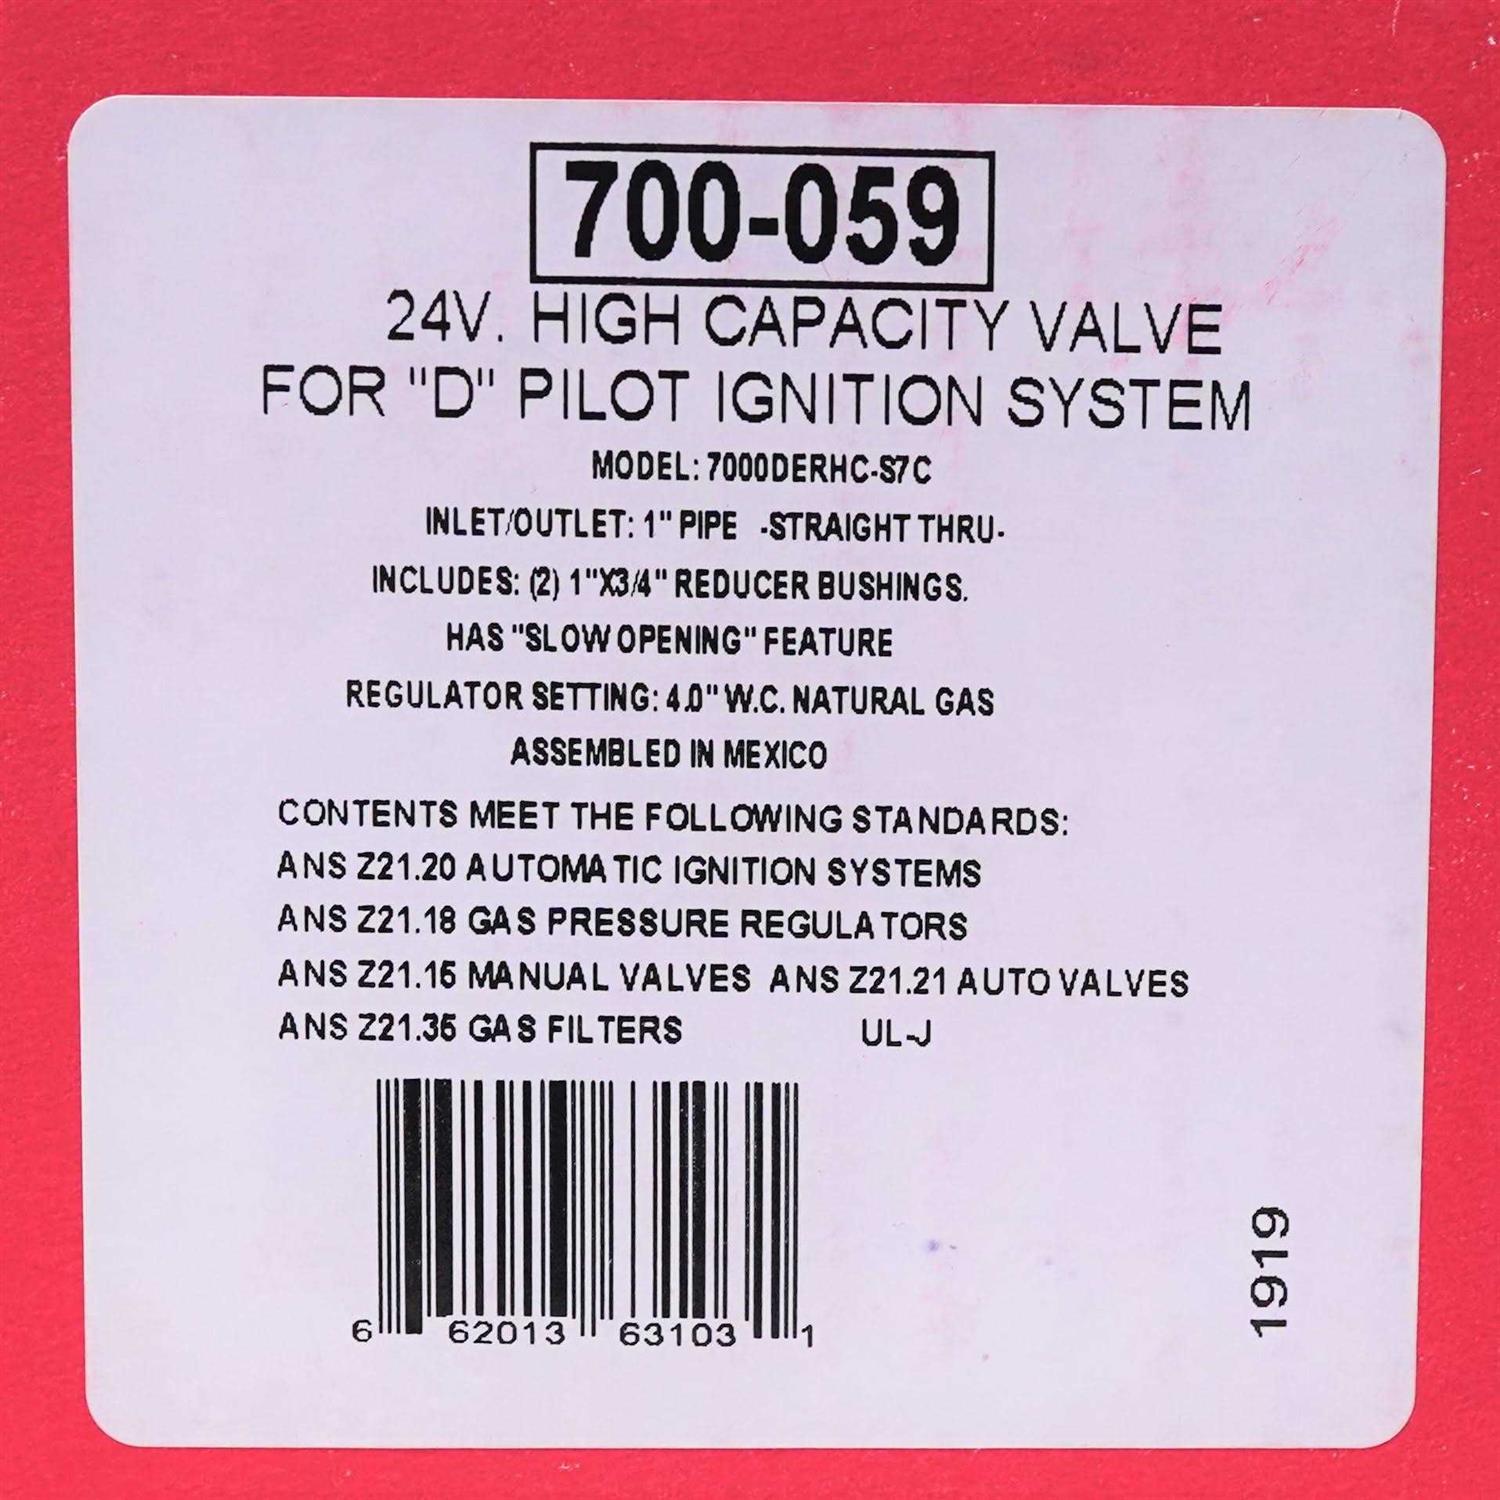 700-059
24V. HIGH CAPACITY VALVE
FOR "D" PILOT IGNITION SYSTEM
MODEL: 7000DERHC-S7C
INLET/OUTLET: 1" PIPE -STRAIGHT THRU-
INCLUDES: (2) 1"X3/4" REDUCER BUSHINGS.
HAS "SLOW OPENING" FEATURE
REGULATOR SETTING: 4.0" W.C. NATURAL GAS
ASSEMBLED IN MEXICO
CONTENTS MEET THE FOLLOWING STANDARDS:
ANS Z21.20 AUTOMATIC IGNITION SYSTEMS
ANS Z21.18 GAS PRESSURE REGULATORS
ANS Z21.15 MANUAL VALVES ANS Z21.21 AUTO VALVES
ANS Z21.35 GAS FILTERS UL-J
6 62013 63103 1
1919